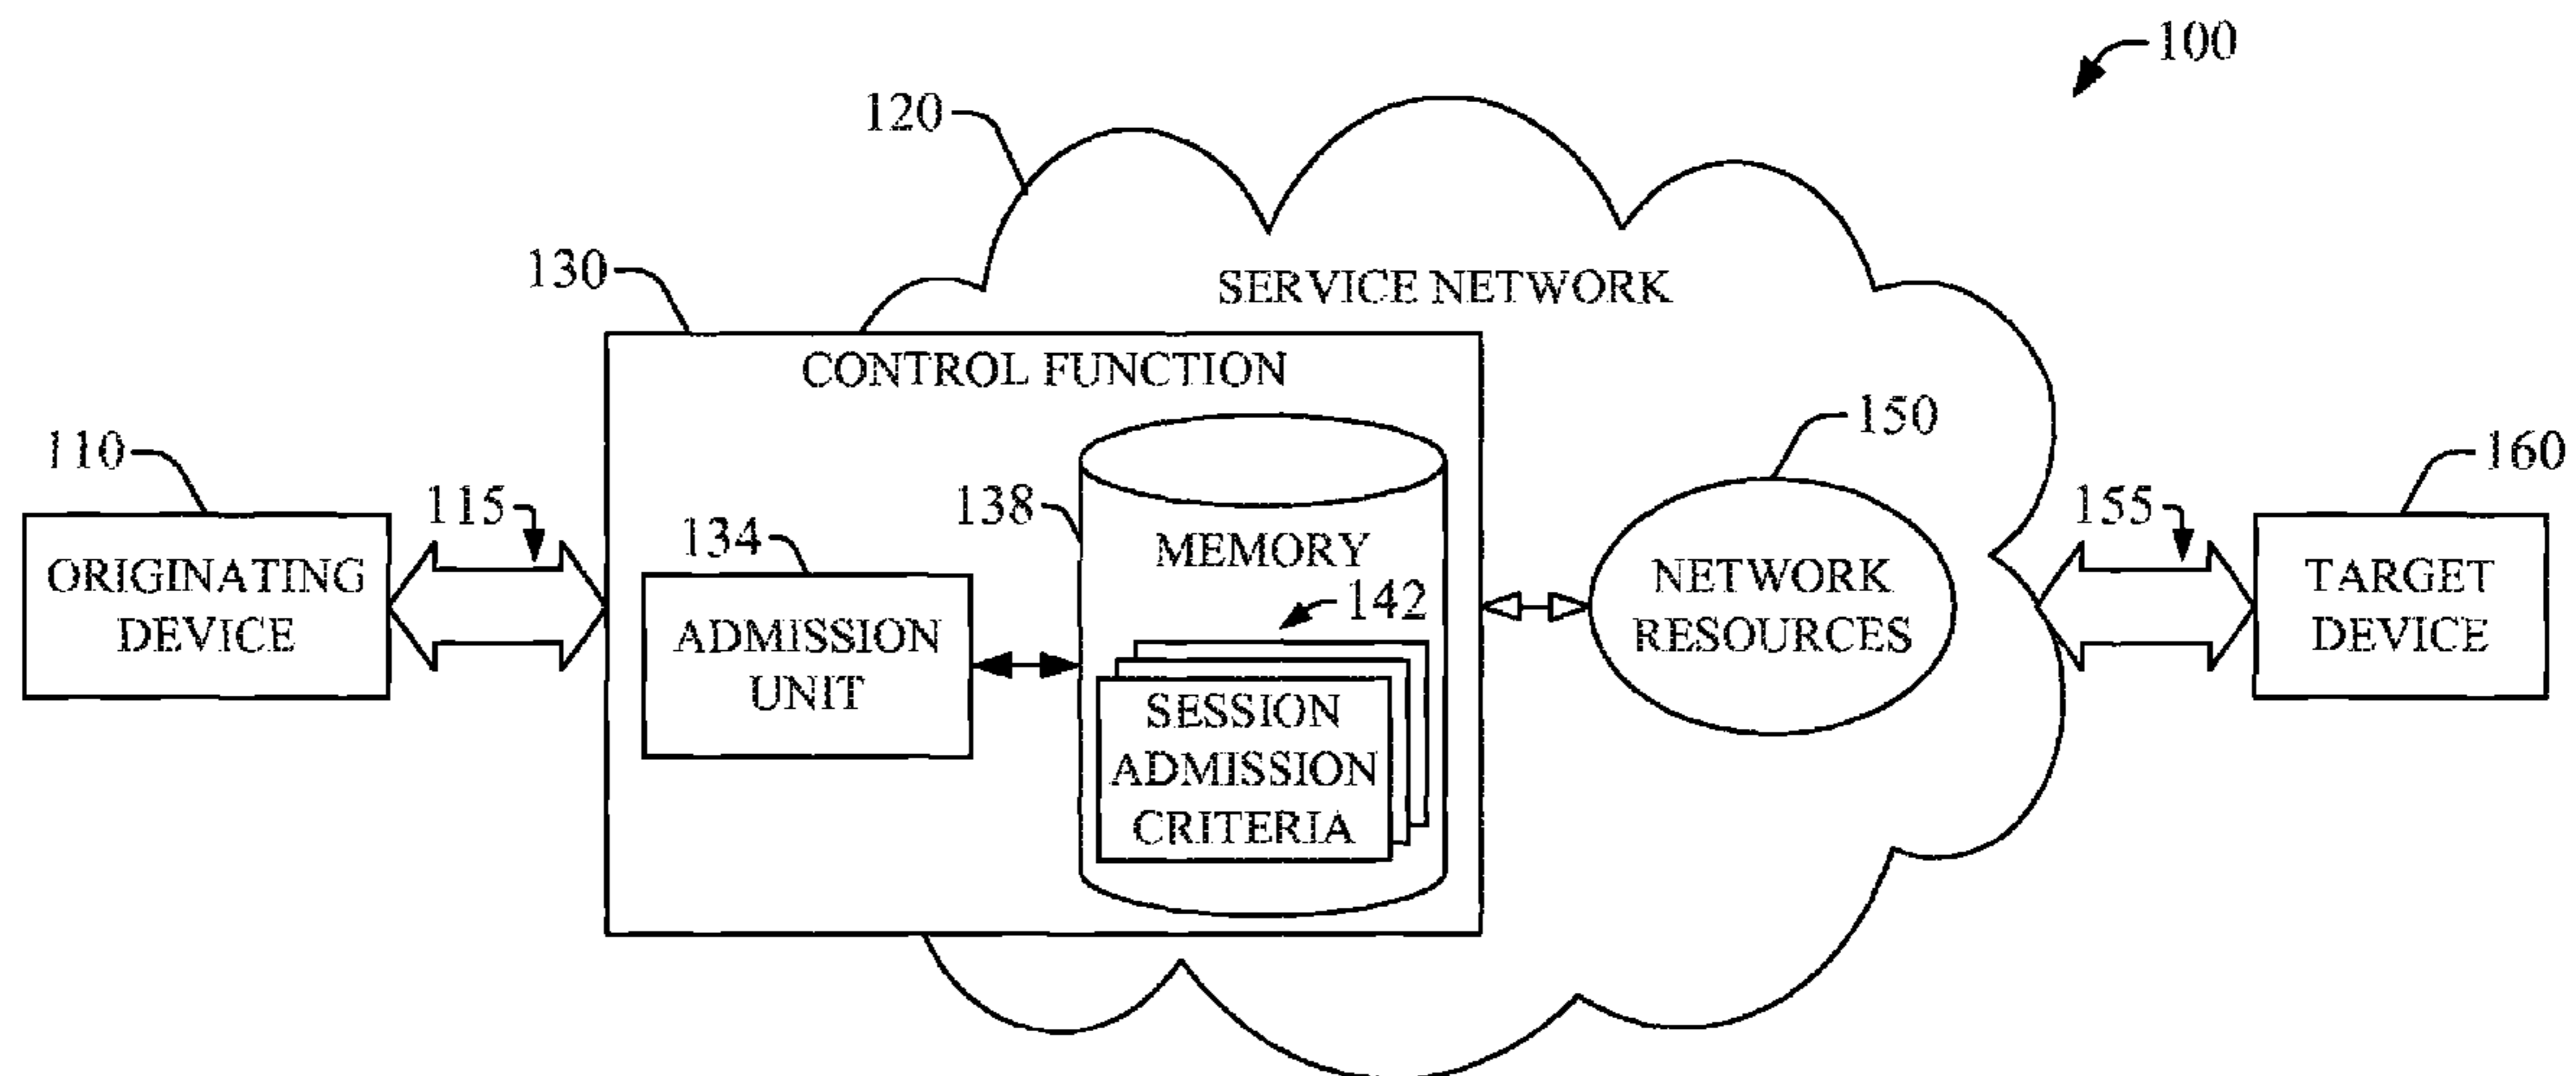 100
120
130
SERVICE NETWORK
CONTROL FUNCTION
110
115
134
138
MEMORY
142
150
155
160
ORIGINATING
DEVICE
ADMISSION
UNIT
SESSION
ADMISSION
CRITERIA
NETWORK
RESOURCES
TARGET
DEVICE